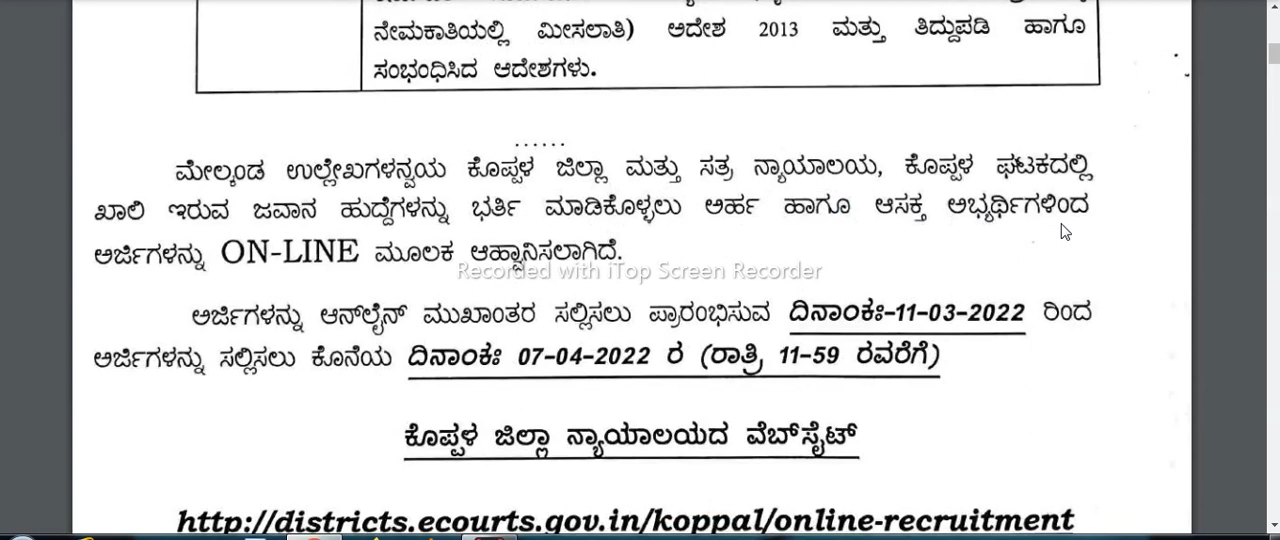 ನೇಮಕಾತಿಯಲ್ಲಿ ಮೀಸಲಾತಿ) ಆದೇಶ 2013 ಮತ್ತು ತಿದ್ದುಪಡಿ ಹಾಗೂ
ಸಂಭಂಧಿಸಿದ ಆದೇಶಗಳು.
......
ಮೇಲ್ಕಂಡ ಉಲ್ಲೇಖಗಳನ್ವಯ ಕೊಪ್ಪಳ ಜಿಲ್ಲಾ ಮತ್ತು ಸತ್ರ ನ್ಯಾಯಾಲಯ, ಕೊಪ್ಪಳ ಘಟಕದಲ್ಲಿ
ಖಾಲಿ ಇರುವ ಜವಾನ ಹುದ್ದೆಗಳನ್ನು ಭರ್ತಿ ಮಾಡಿಕೊಳ್ಳಲು ಅರ್ಹ ಹಾಗೂ ಆಸಕ್ತ ಅಭ್ಯರ್ಥಿಗಳಿಂದ
ಅರ್ಜಿಗಳನ್ನು ON-LINE ಮೂಲಕ ಆಹ್ವಾನಿಸಲಾಗಿದೆ.
Recorded with iTop Screen Recorder
ಅರ್ಜಿಗಳನ್ನು ಆನ್‌ಲೈನ್ ಮುಖಾಂತರ ಸಲ್ಲಿಸಲು ಪ್ರಾರಂಭಿಸುವ ದಿನಾಂಕಃ-11-03-2022 ರಿಂದ
ಅರ್ಜಿಗಳನ್ನು ಸಲ್ಲಿಸಲು ಕೊನೆಯ ದಿನಾಂಕಃ 07-04-2022 ರ (ರಾತ್ರಿ 11-59 ರವರೆಗೆ)
ಕೊಪ್ಪಳ ಜಿಲ್ಲಾ ನ್ಯಾಯಾಲಯದ ವೆಬ್‌ಸೈಟ್
http://districts.ecourts.gov.in/koppal/online-recruitment